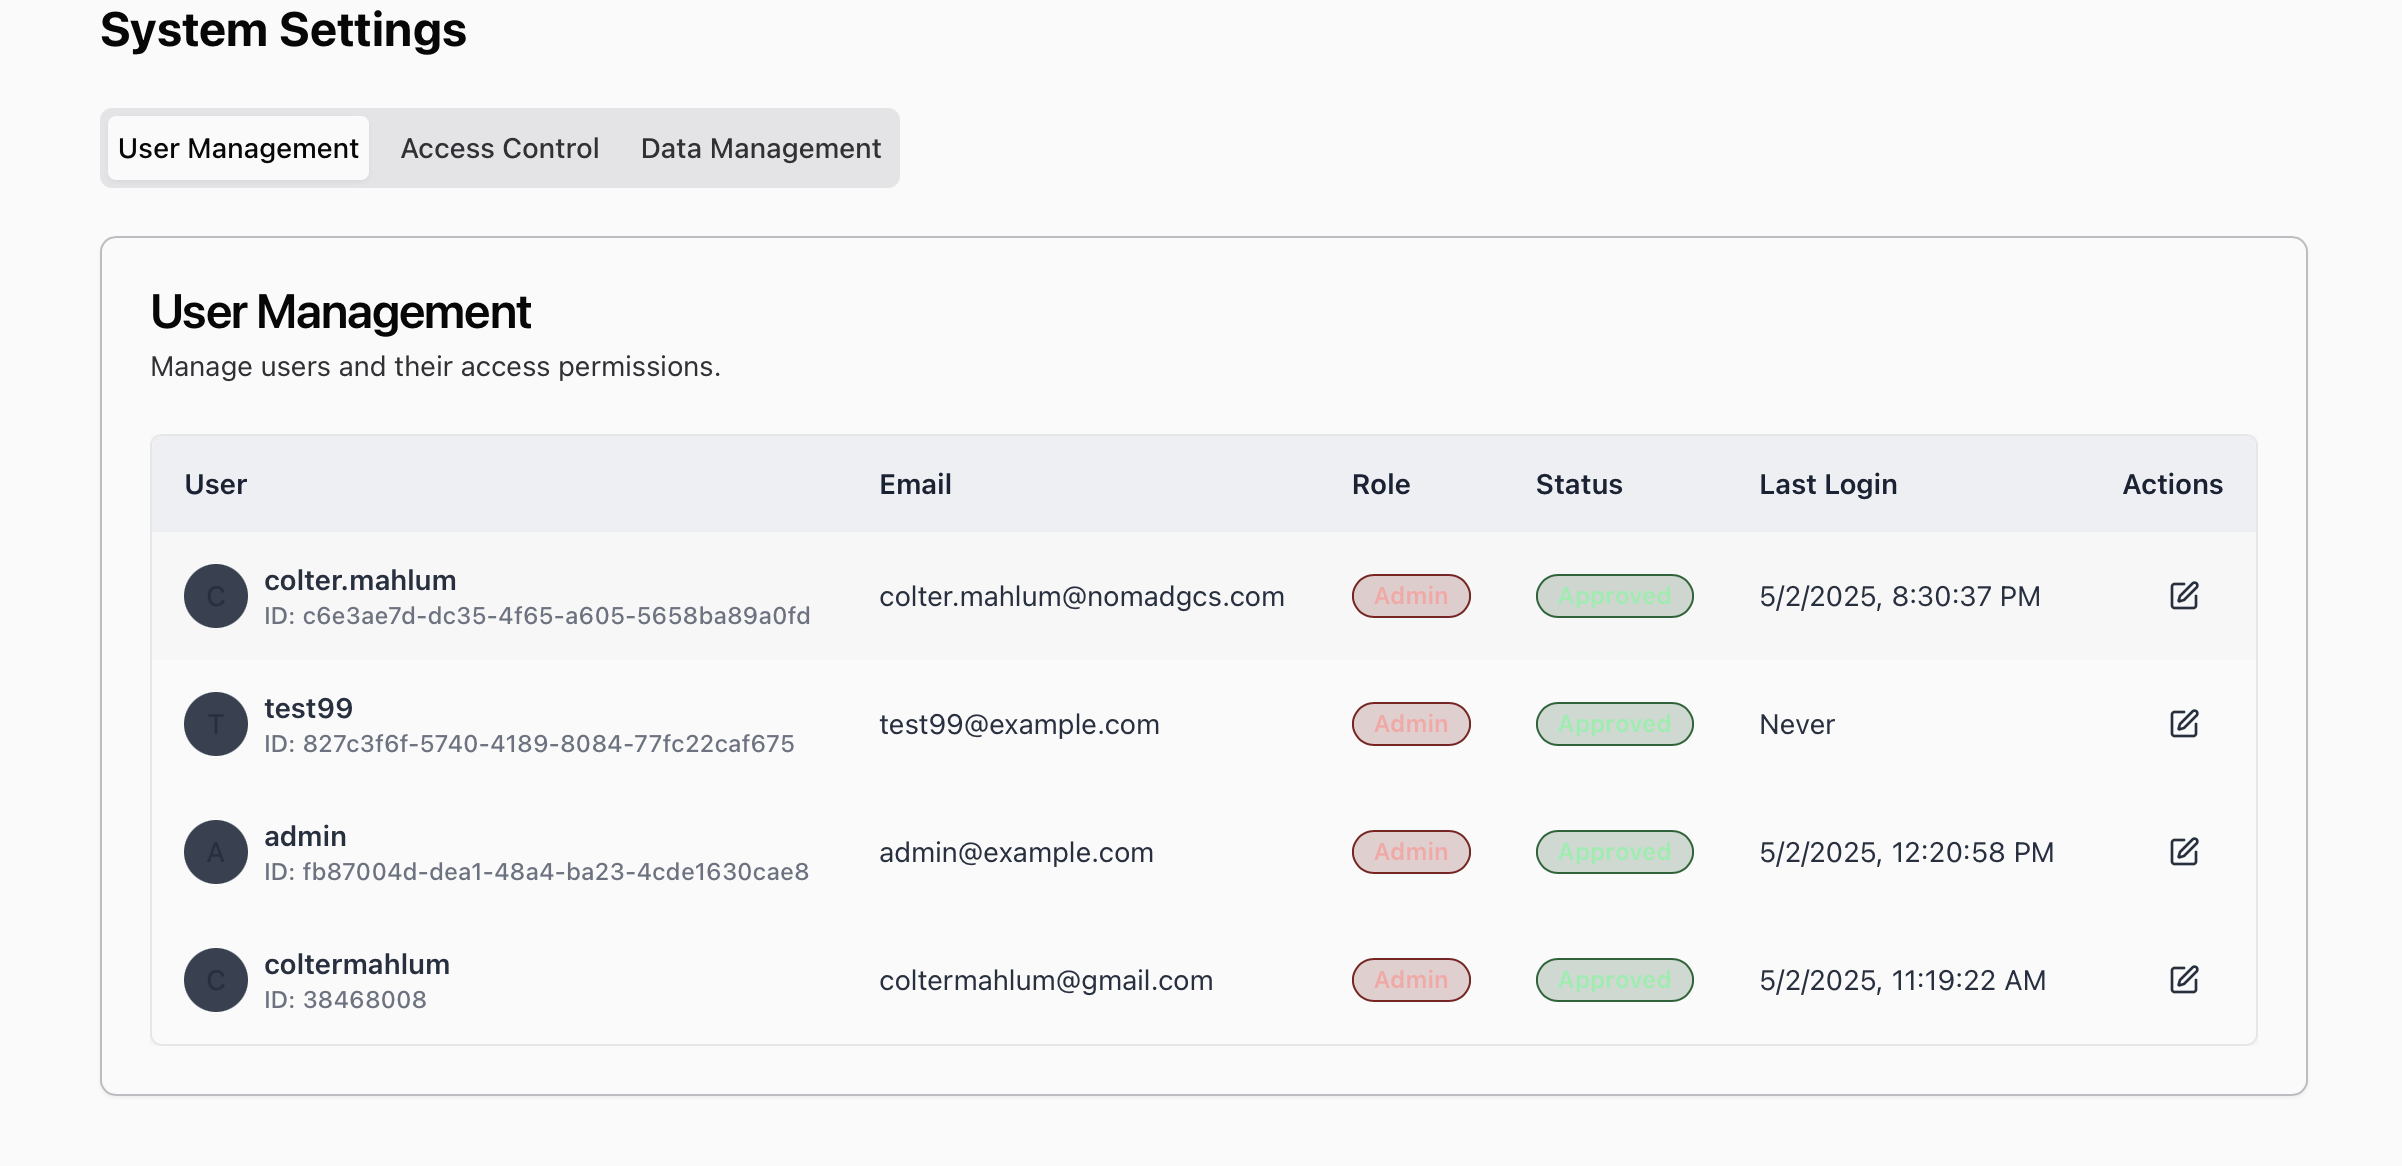 System Settings
User Management Access Control Data Management
User Management
Manage users and their access permissions.
User Email Role Status Last Login Actions
C colter.mahlum colter.mahlum@nomadgcs.com Admin Approved 5/2/2025, 8:30:37 PM
ID: c6e3ae7d-dc35-4f65-a605-5658ba89a0fd
T test99 test99@example.com Admin Approved Never
ID: 827c3f6f-5740-4189-8084-77fc22caf675
A admin admin@example.com Admin Approved 5/2/2025, 12:20:58 PM
ID: fb87004d-dea1-48a4-ba23-4cde1630cae8
C coltermahlum coltermahlum@gmail.com Admin Approved 5/2/2025, 11:19:22 AM
ID: 38468008